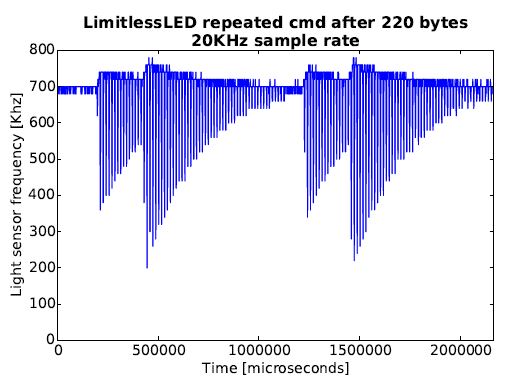 LimitlessLED repeated cmd after 220 bytes
20KHz sample rate
Light sensor frequency [Khz]
800
700
600
500
400
300
200
100
0
0 500000 1000000 1500000 2000000
Time [microseconds]